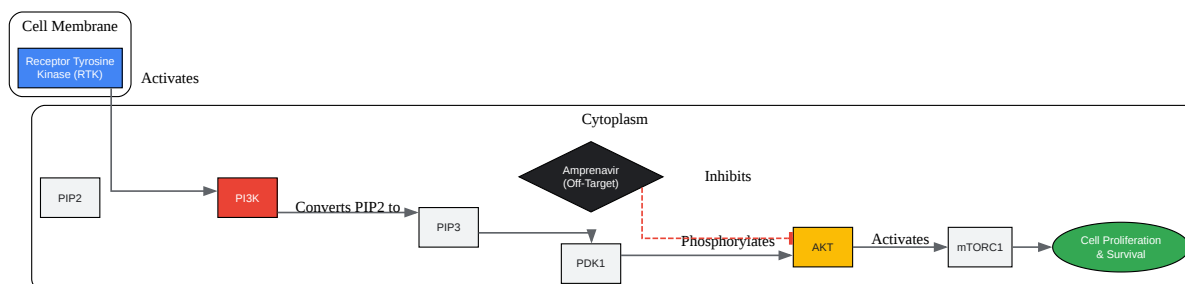 Cell Membrane
Receptor Tyrosine
Kinase (RTK)
Activates
Cytoplasm
Amprenavir
(Off-Target)
Inhibits
PIP2
PI3K
Converts PIP2 to
PIP3
PDK1
Phosphorylates
AKT
Activates
mTORC1
Cell Proliferation
& Survival